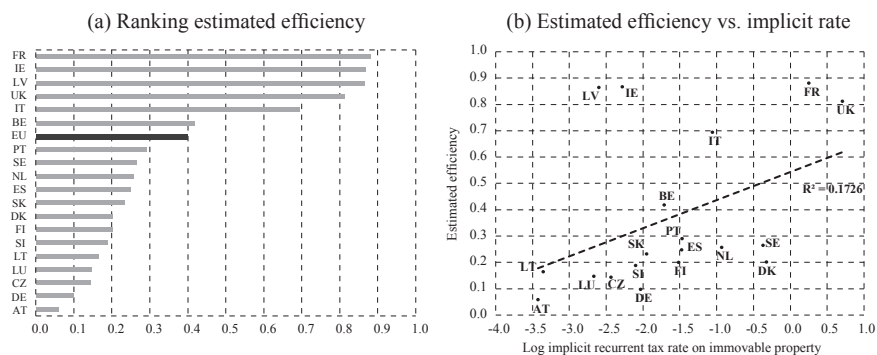 (a) Ranking estimated efficiency
FR
IE
LV
UK
IT
BE
EU
PT
SE
NL
ES
SK
DK
FI
SI
LT
LU
CZ
DE
AT
0.0 0.1 0.2 0.3 0.4 0.5 0.6 0.7 0.8 0.9 1.0
(b) Estimated efficiency vs. implicit rate
Estimated efficiency
1.0
0.9
0.8
0.7
0.6
0.5
0.4
0.3
0.2
0.1
0.0
FR
LV IE
UK
IT
R² = 0.1726
BE
PT
SK ES NL SE
LT SI FI DK
LU CZ
DE
AT
-4.0 -3.5 -3.0 -2.5 -2.0 -1.5 -1.0 -0.5 0.0 0.5 1.0
Log implicit recurrent tax rate on immovable property